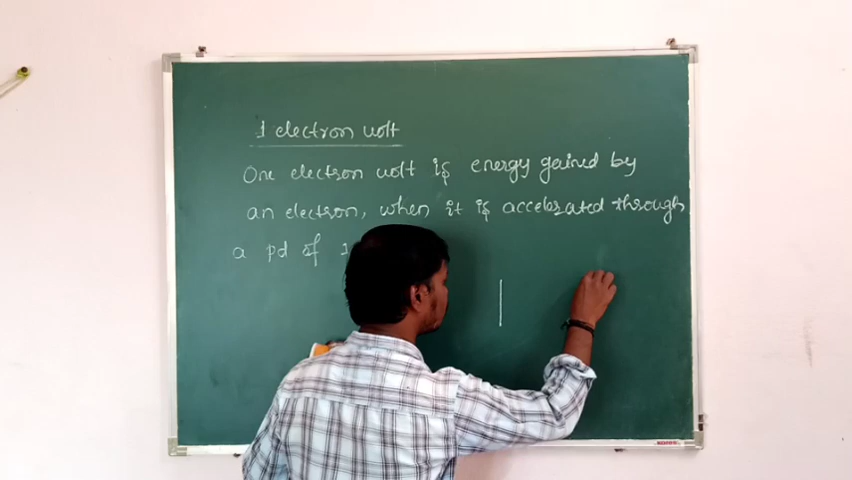 1 electron volt
One electron volt is energy gained by
an electron, when it is accelerated through
a pd of 1